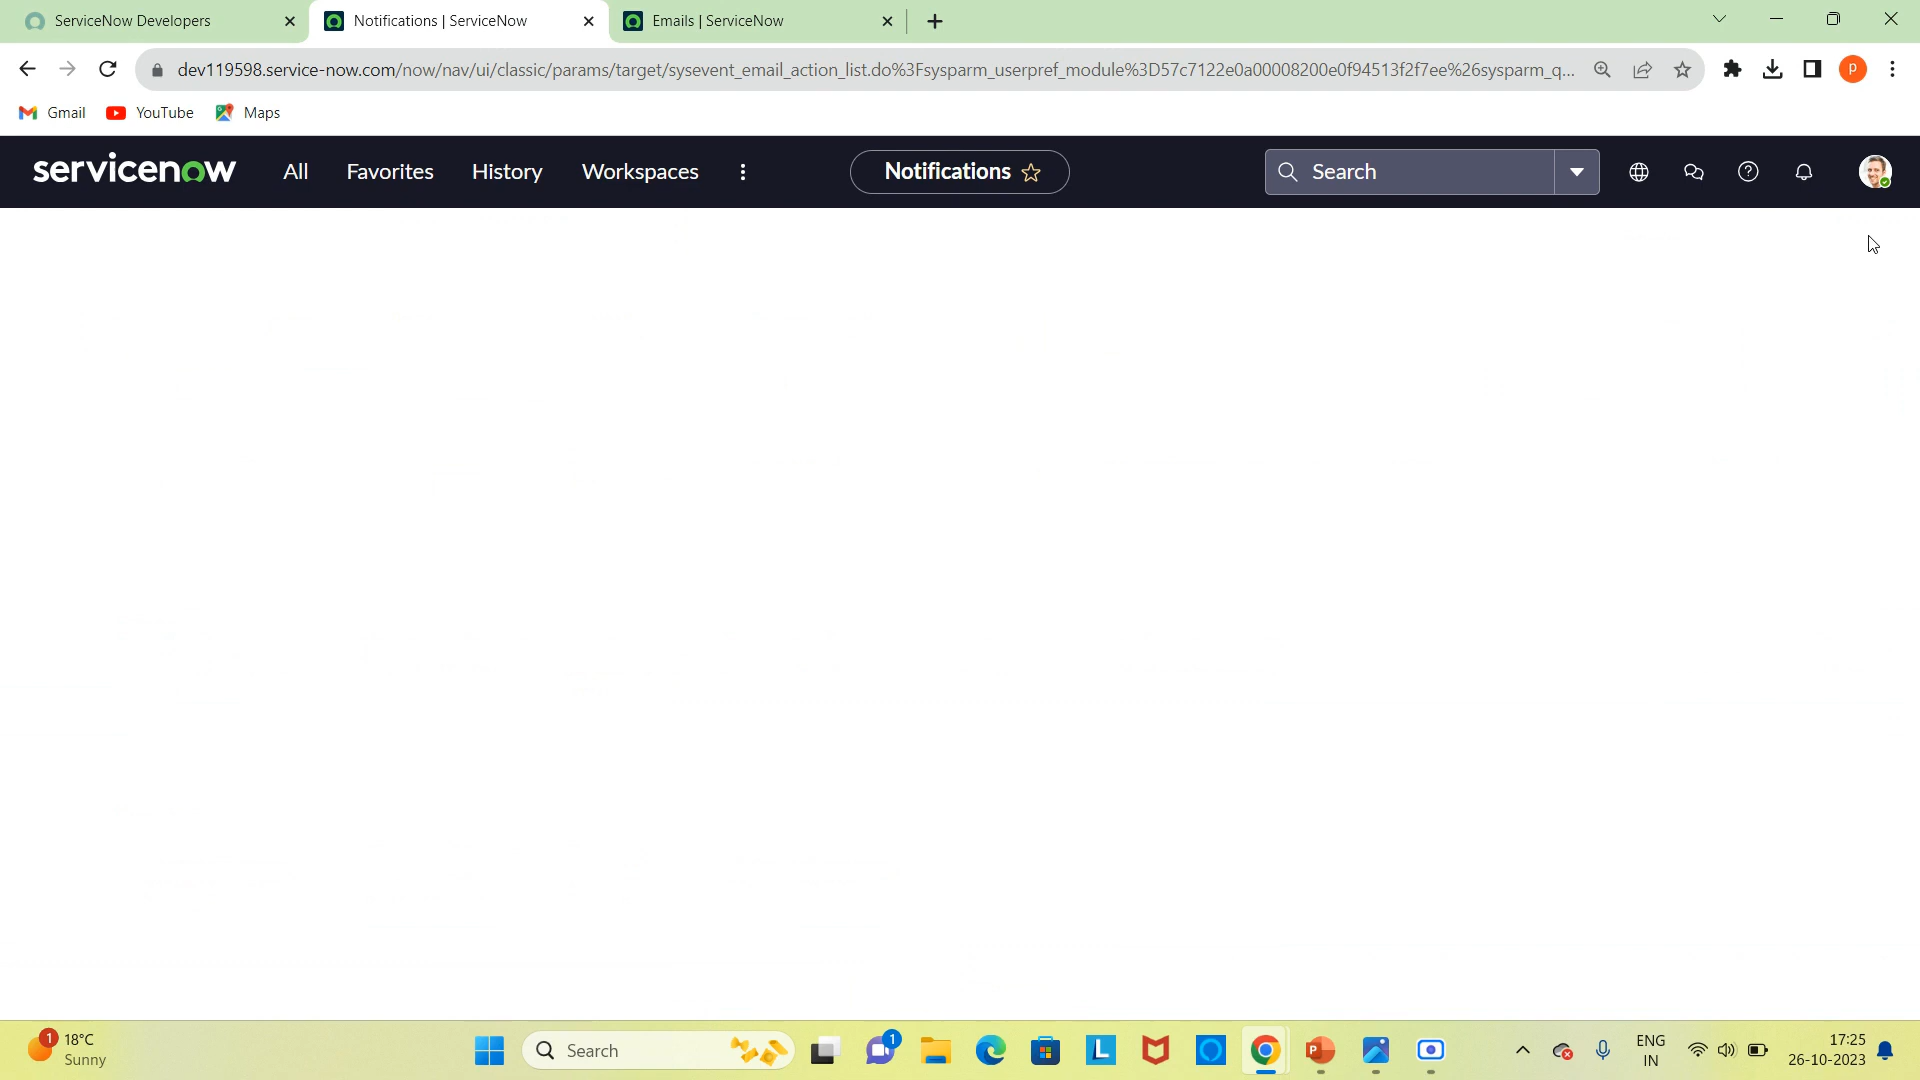 ServiceNow Developers
Notifications | ServiceNow
Emails | ServiceNow
dev119598.service-now.com/now/nav/ui/classic/params/target/sysevent_email_action_list.do%3Fsysparm_userpref_module%3D57c7122e0a00008200e0f94513f2f7ee%26sysparm_q...
P
Gmail
YouTube
Maps
servicenow
All
Favorites
History
Workspaces
Notifications
Search
1
18°C
Sunny
Search
1
L
P
ENG
IN
17:25
26-10-2023